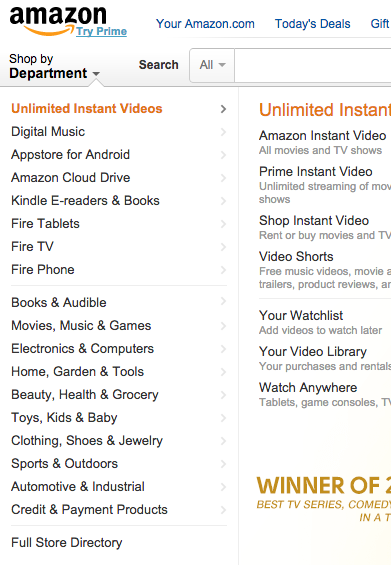 amazon
Try Prime
Your Amazon.com Today's Deals Gift
Shop by
Department
Search
All
Unlimited Instant Videos
Digital Music
Appstore for Android
Amazon Cloud Drive
Kindle E-readers & Books
Fire Tablets
Fire TV
Fire Phone
Books & Audible
Movies, Music & Games
Electronics & Computers
Home, Garden & Tools
Beauty, Health & Grocery
Toys, Kids & Baby
Clothing, Shoes & Jewelry
Sports & Outdoors
Automotive & Industrial
Credit & Payment Products
Full Store Directory
Unlimited Instant
Amazon Instant Video
All movies and TV shows
Prime Instant Video
Unlimited streaming of mov
shows
Shop Instant Video
Rent or buy movies and TV
Video Shorts
Free music videos, movie a
trailers, product reviews, an
Your Watchlist
Add videos to watch later
Your Video Library
Your purchases and rentals
Watch Anywhere
Tablets, game consoles, TV
WINNER OF 2
BEST TV SERIES, COMEDY
IN A T